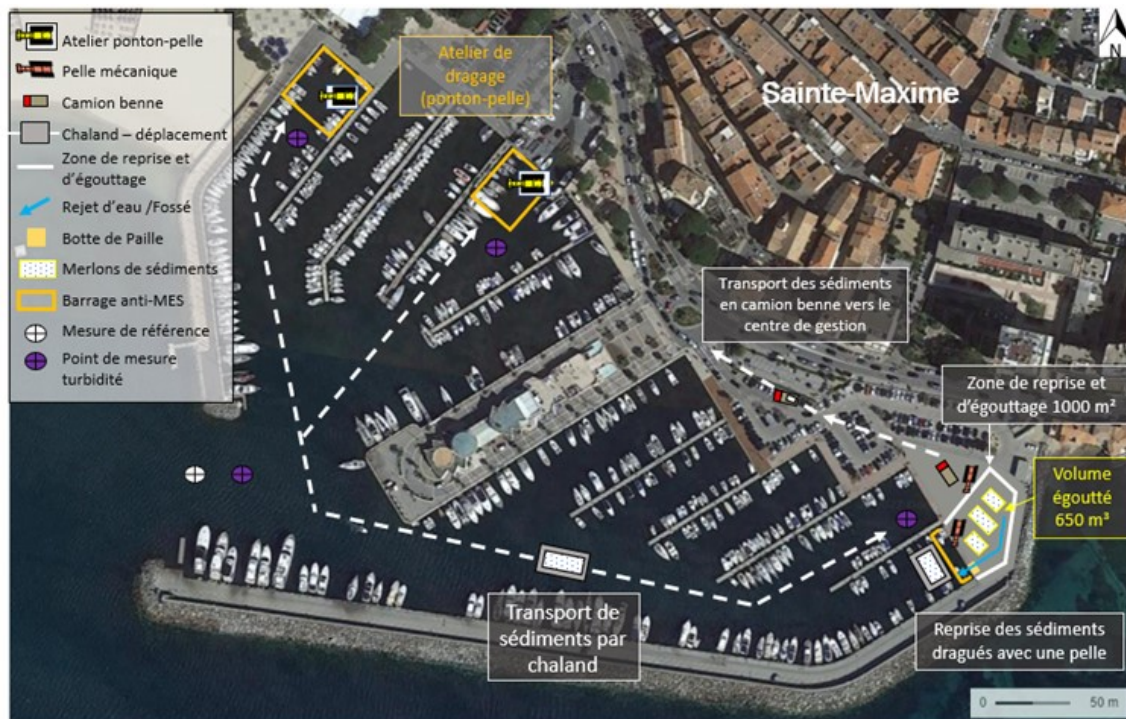 Atelier ponton-pelle
Pelle mécanique
Camion benne
Chaland – déplacement
Zone de reprise et
d'égouttage
Rejet d'eau /Fossé
Botte de Paille
Merlons de sédiments
Barrage anti-MES
Mesure de référence
Point de mesure
turbidité
Atelier de
dragage
(ponton-pelle)
Sainte-Maxime
N
Transport des sédiments
en camion benne vers le
centre de gestion
Zone de reprise et
d'égouttage 1000 m²
Volume
égoutté
650 m³
Transport de
sédiments par
chaland
Reprise des sédiments
dragués avec une pelle
0 50 m